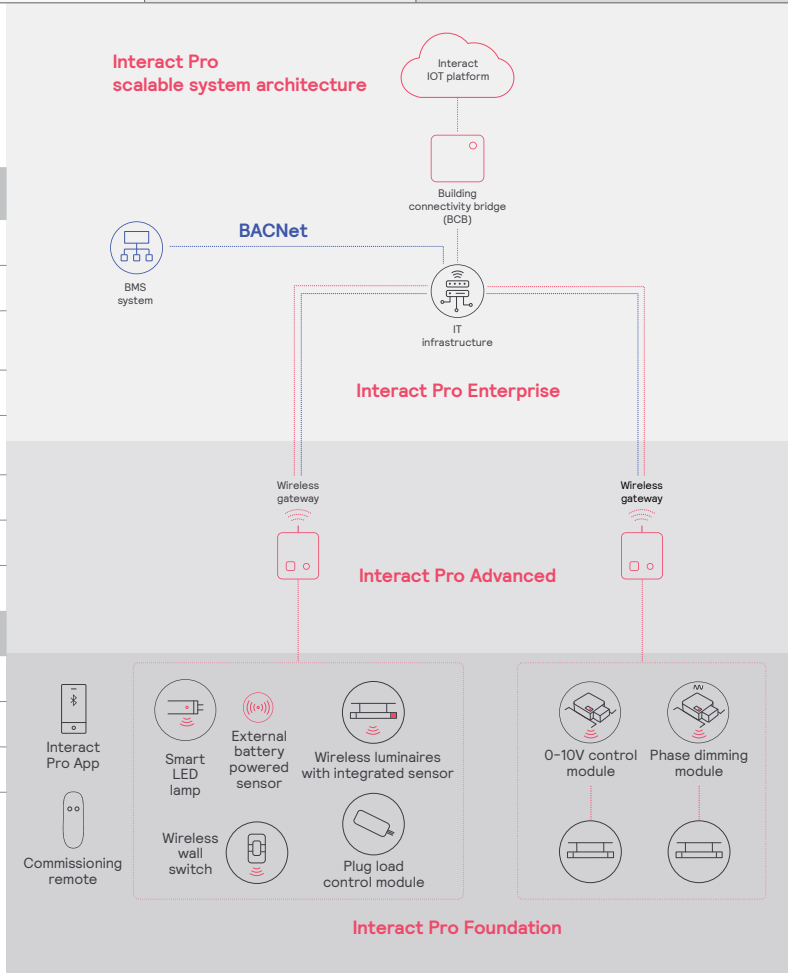 Interact Pro
scalable system architecture
Interact
IOT platform
Building
connectivity bridge
(BCB)
BACNet
BMS
system
IT
infrastructure
Interact Pro Enterprise
Wireless
gateway
Wireless
gateway
Interact Pro Advanced
Interact
Pro App
Smart
LED
lamp
External
battery
powered
sensor
Wireless luminaires
with integrated sensor
0-10V control
module
Phase dimming
module
Commissioning
remote
Wireless
wall
switch
Plug load
control module
Interact Pro Foundation